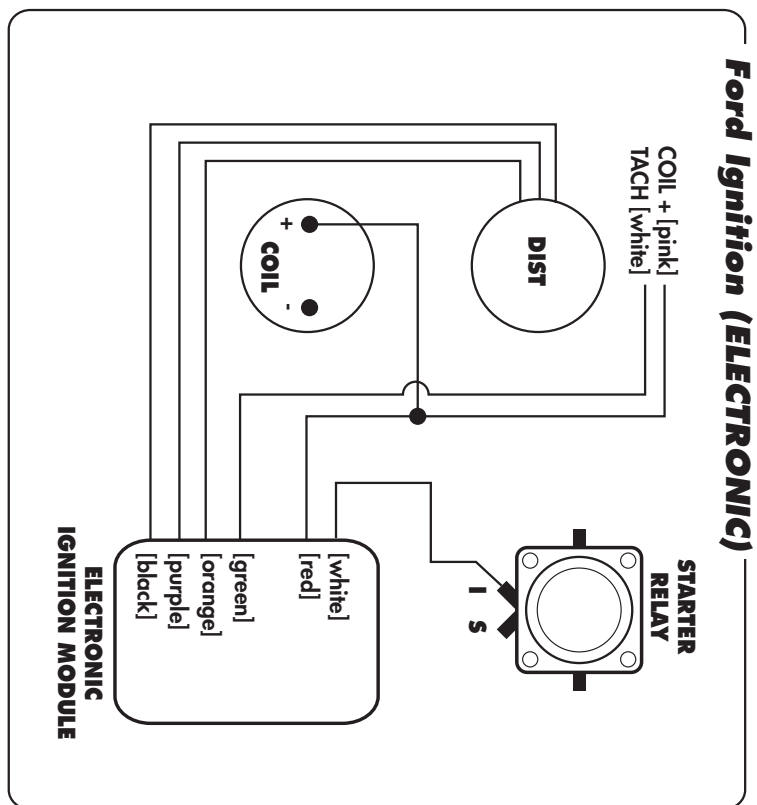 Ford Ignition (ELECTRONIC)
COIL + [pink]
TACH [white]
DIST
+ COIL -
STARTER
RELAY
I S
[white]
[red]
[green]
[orange]
[purple]
[black]
ELECTRONIC
IGNITION MODULE